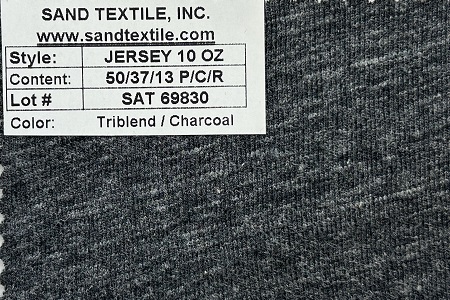 SAND TEXTILE, INC.
www.sandtextile.com
Style: JERSEY 10 OZ
Content: 50/37/13 P/C/R
Lot # SAT 69830
Color: Triblend / Charcoal